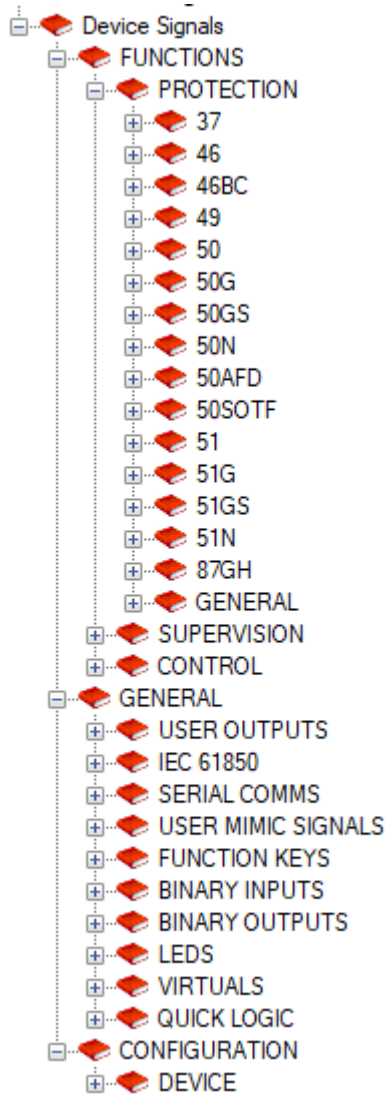 Device Signals
FUNCTIONS
PROTECTION
37
46
46BC
49
50
50G
50GS
50N
50AFD
50SOTF
51
51G
51GS
51N
87GH
GENERAL
SUPERVISION
CONTROL
GENERAL
USER OUTPUTS
IEC 61850
SERIAL COMMS
USER MIMIC SIGNALS
FUNCTION KEYS
BINARY INPUTS
BINARY OUTPUTS
LEDS
VIRTUALS
QUICK LOGIC
CONFIGURATION
DEVICE